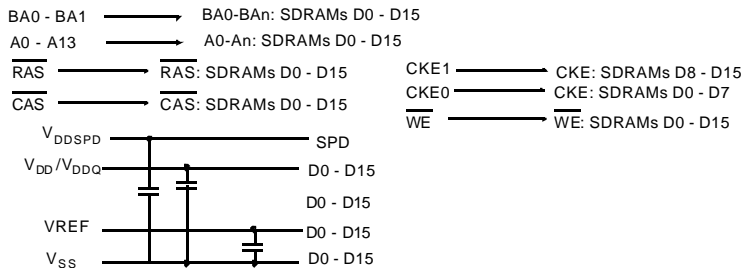 BA0 - BA1 BA0-BAn: SDRAMs D0 - D15
A0 - A13 A0-An: SDRAMs D0 - D15
RAS RAS: SDRAMs D0 - D15
CAS CAS: SDRAMs D0 - D15
CKE1 CKE: SDRAMs D8 - D15
CKE0 CKE: SDRAMs D0 - D7
WE WE: SDRAMs D0 - D15
VDDSPD SPD
VDD/VDDQ D0 - D15
D0 - D15
VREF D0 - D15
VSS D0 - D15